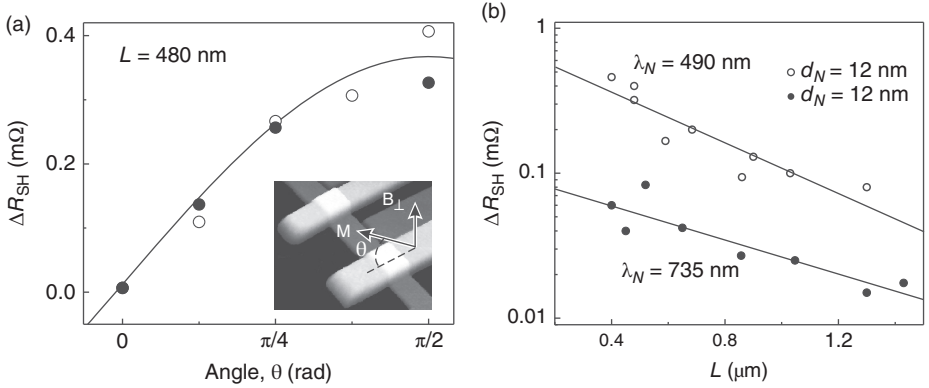 (a)
0.4
0.2
0.0
ΔR_SH (mΩ)
L = 480 nm
B⊥
M
θ
0
π/4
π/2
Angle, θ (rad)
(b)
1
0.1
0.01
ΔR_SH (mΩ)
λ_N = 490 nm
d_N = 12 nm
d_N = 12 nm
λ_N = 735 nm
0.4
0.8
1.2
L (μm)